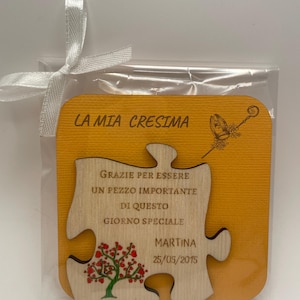 LA MIA CRESIMA
GRAZIE PER ESSERE
UN PEZZO IMPORTANTE
DI QUESTO
GIORNO SPECIALE
MARTINA
25/05/2015